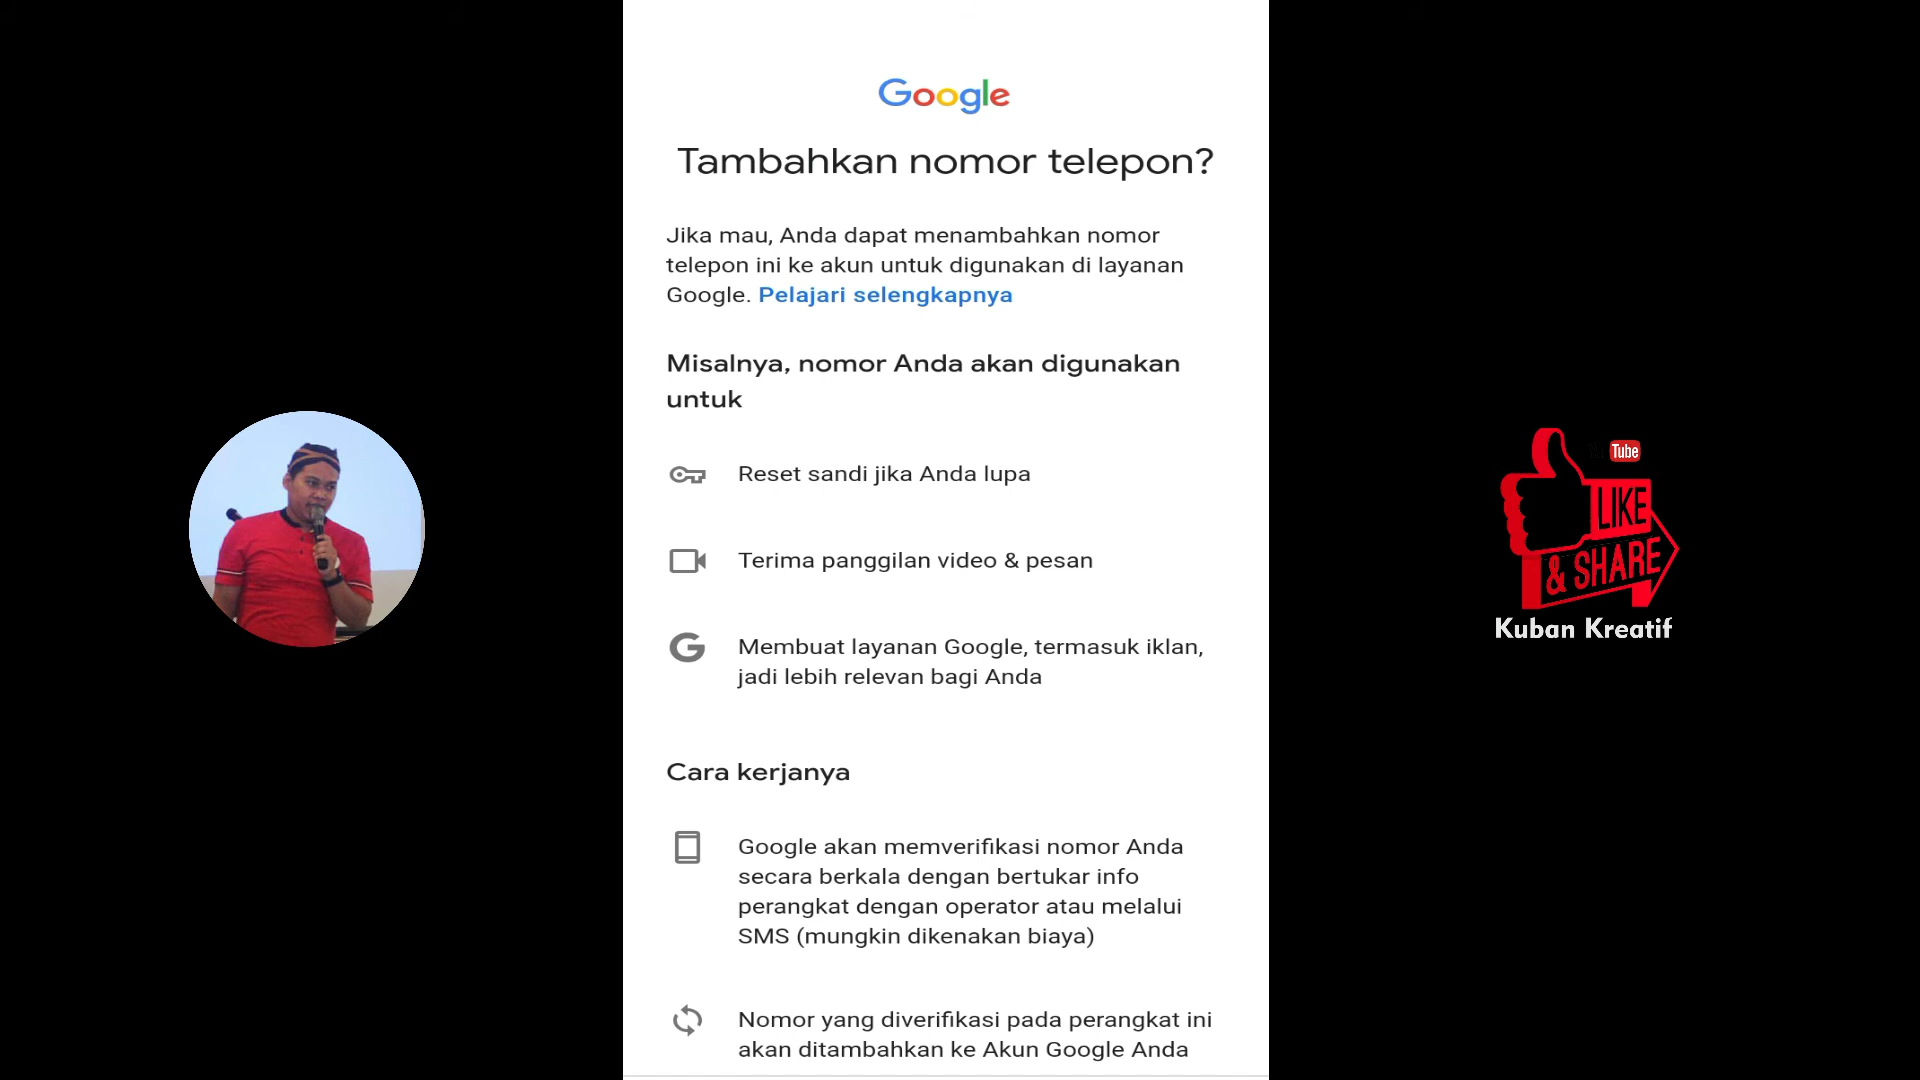 Google
Tambahkan nomor telepon?
Jika mau, Anda dapat menambahkan nomor
telepon ini ke akun untuk digunakan di layanan
Google. Pelajari selengkapnya
Misalnya, nomor Anda akan digunakan
untuk
Reset sandi jika Anda lupa
Terima panggilan video & pesan
Membuat layanan Google, termasuk iklan,
jadi lebih relevan bagi Anda
Cara kerjanya
Google akan memverifikasi nomor Anda
secara berkala dengan bertukar info
perangkat dengan operator atau melalui
SMS (mungkin dikenakan biaya)
Nomor yang diverifikasi pada perangkat ini
akan ditambahkan ke Akun Google Anda
Tube
LIKE
& SHARE
Kuban Kreatif